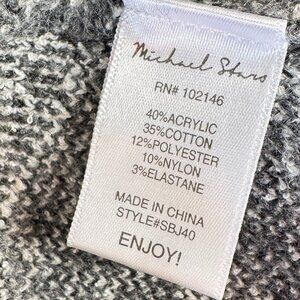 Michael Stars
RN# 102146
40%ACRYLIC
35%COTTON
12%POLYESTER
10%NYLON
3%ELASTANE
MADE IN CHINA
STYLE#SBJ40
ENJOY!